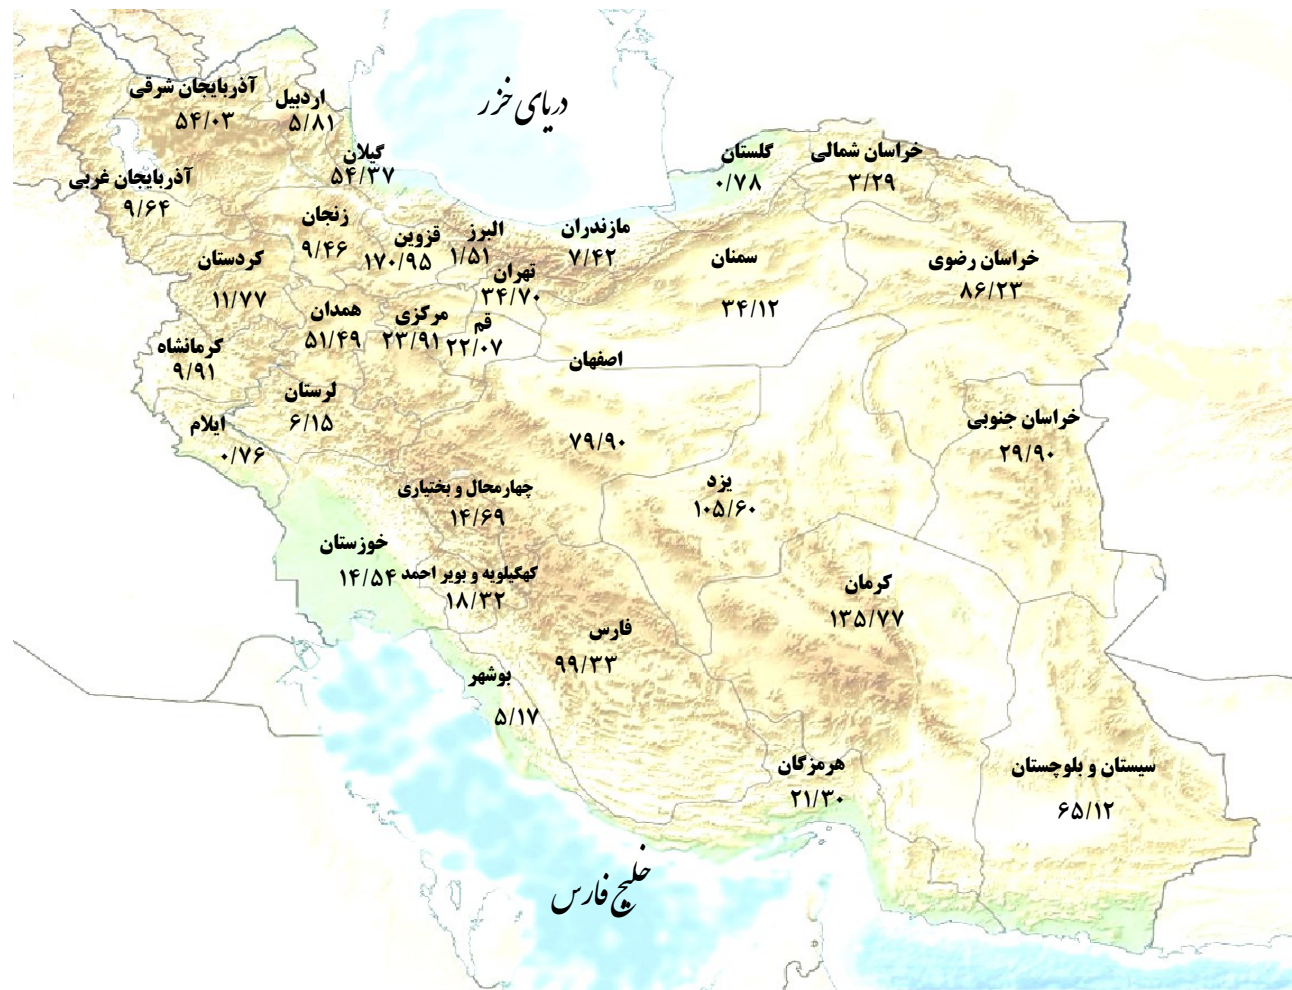 دریای خزر
آذربایجان شرقی
۵۴/۰۳
اردبیل
۵/۸۱
گیلان
۵۴/۳۷
گلستان
۰/۷۸
خراسان شمالی
۳/۲۹
آذربایجان غربی
۹/۶۴
زنجان
۹/۴۶
قزوین
۱۷۰/۹۵
البرز
۱/۵۱
مازندران
۷/۴۲
تهران
۳۴/۷۰
سمنان
۳۴/۱۲
خراسان رضوی
۸۶/۲۳
کردستان
۱۱/۷۷
همدان
۵۱/۴۹
مرکزی
۲۳/۹۱
قم
۲۲/۰۷
کرمانشاه
۹/۹۱
اصفهان
۷۹/۹۰
لرستان
۶/۱۵
ایلام
۰/۷۶
خراسان جنوبی
۲۹/۹۰
چهارمحال و بختیاری
۱۴/۶۹
یزد
۱۰۵/۶۰
خوزستان
۱۴/۵۴
کهگیلویه و بویر احمد
۱۸/۳۲
کرمان
۱۳۵/۷۷
فارس
۹۹/۳۳
بوشهر
۵/۱۷
هرمزگان
۲۱/۳۰
سیستان و بلوچستان
۶۵/۱۲
خلیج فارس